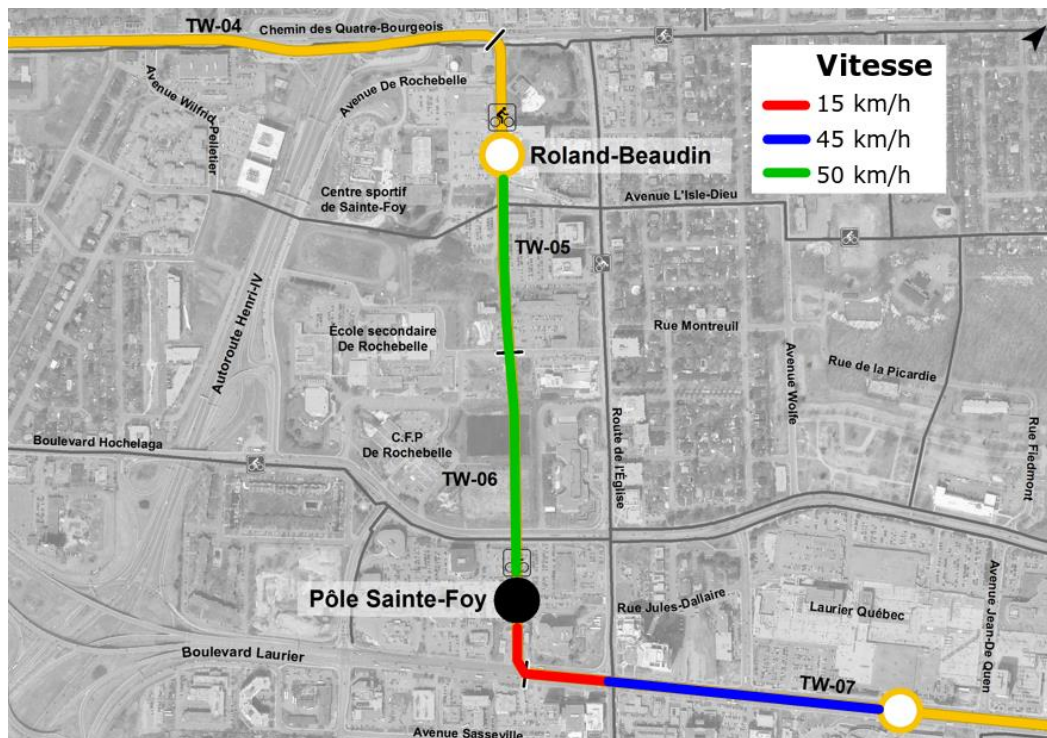 TW-04
Chemin des Quatre-Bourgeois
Avenue Wilfrid-
Pelletier
Avenue De Rochebelle
Vitesse
15 km/h
45 km/h
50 km/h
Roland-Beaudin
Centre sportif
de Sainte-Foy
Avenue L'Isle-Dieu
TW-05
Autoroute Henri-IV
École secondaire
De Rochebelle
Rue Montreuil
Avenue Wolfe
Rue de la Picardie
Boulevard Hochelaga
C.F.P
De Rochebelle
TW-06
Route de
l'Église
Rue Fiedmont
Pôle Sainte-Foy
Rue Jules-Dallaire
Laurier Québec
Avenue Jean-De Quen
Boulevard Laurier
TW-07
Avenue Sasseville